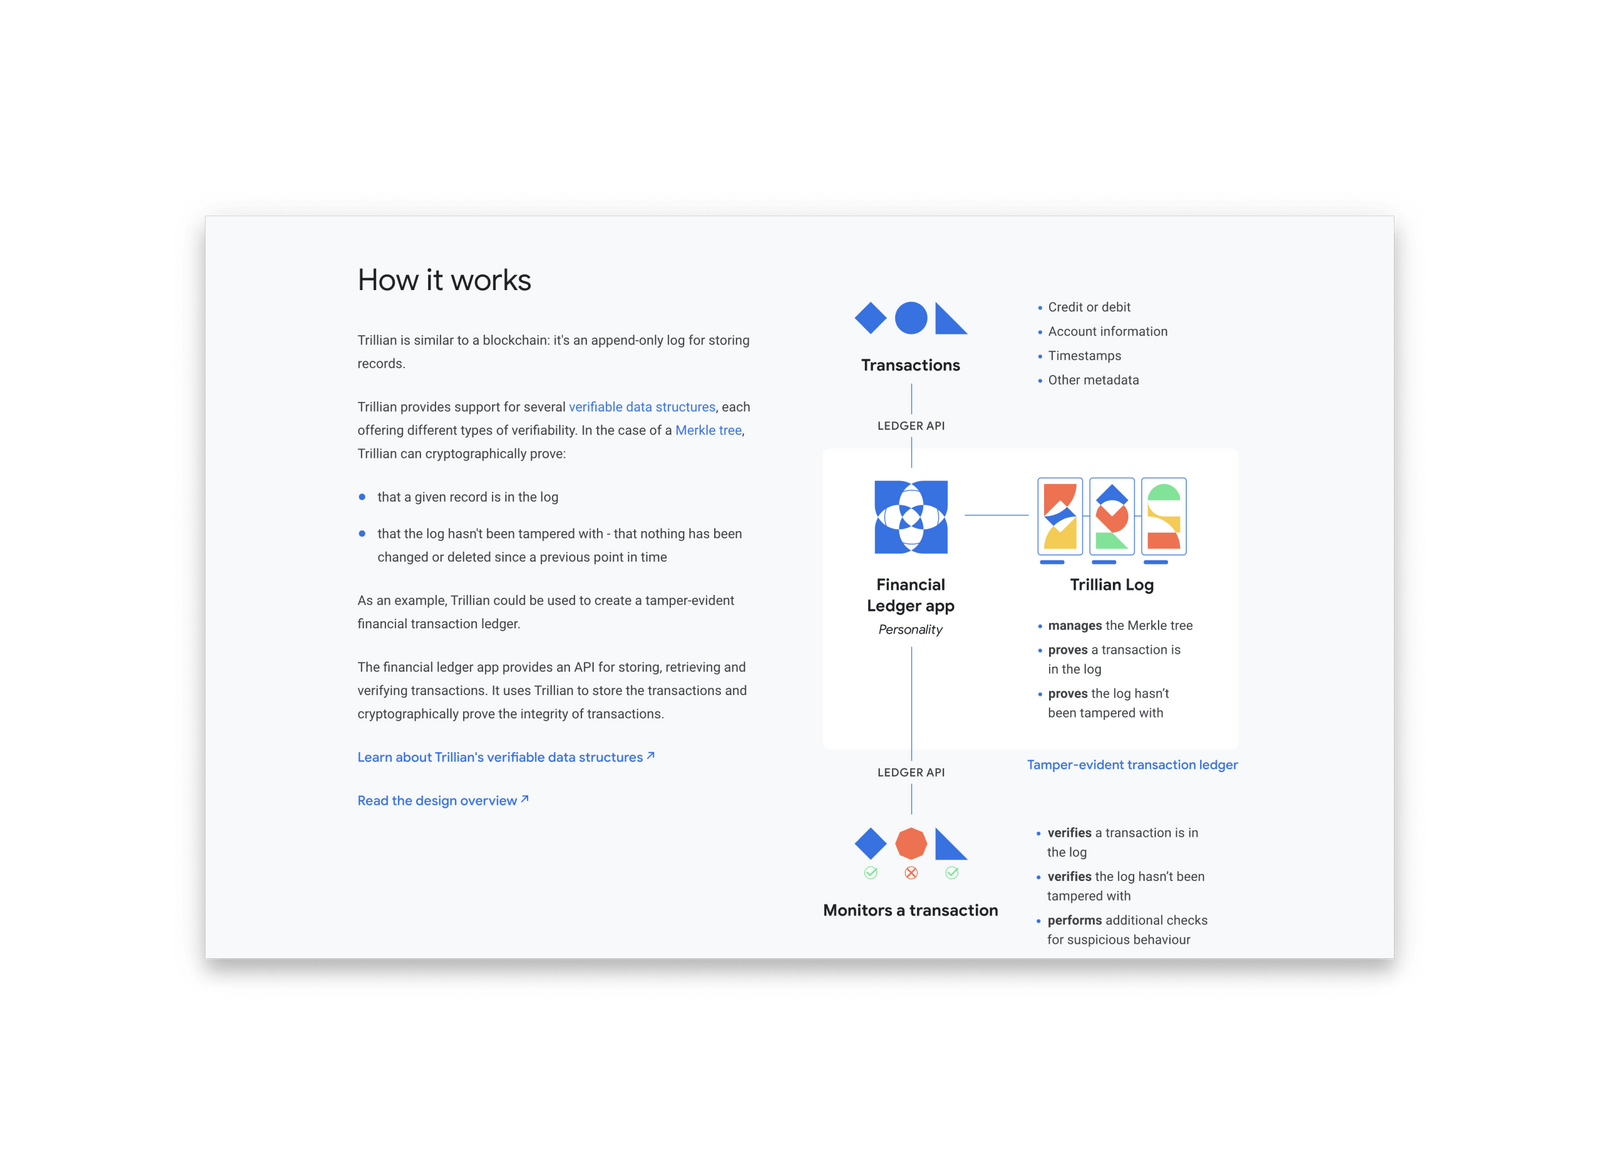 How it works
Trillian is similar to a blockchain: it's an append-only log for storing
records.
Trillian provides support for several verifiable data structures, each
offering different types of verifiability. In the case of a Merkle tree,
Trillian can cryptographically prove:
that a given record is in the log
that the log hasn't been tampered with - that nothing has been
changed or deleted since a previous point in time
As an example, Trillian could be used to create a tamper-evident
financial transaction ledger.
The financial ledger app provides an API for storing, retrieving and
verifying transactions. It uses Trillian to store the transactions and
cryptographically prove the integrity of transactions.
Learn about Trillian's verifiable data structures
Read the design overview
Transactions
• Credit or debit
• Account information
• Timestamps
• Other metadata
LEDGER API
Financial
Ledger app
Personality
Trillian Log
• manages the Merkle tree
• proves a transaction is
in the log
• proves the log hasn't
been tampered with
Tamper-evident transaction ledger
LEDGER API
Monitors a transaction
• verifies a transaction is in
the log
• verifies the log hasn't been
tampered with
• performs additional checks
for suspicious behaviour